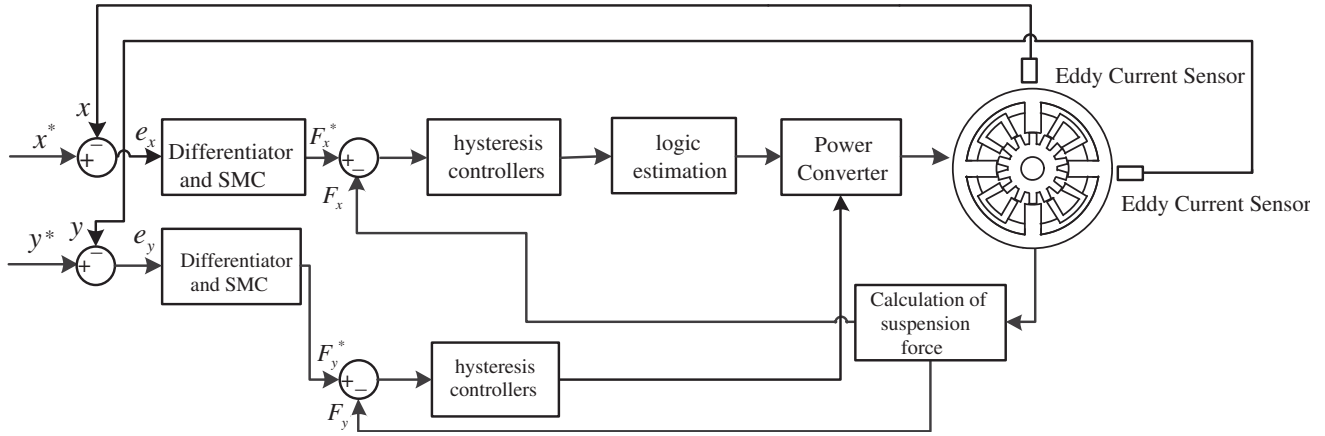 Eddy Current Sensor
x
x*
+
−
e_x
Differentiator
and SMC
F_x*
+
−
F_x
hysteresis
controllers
logic
estimation
Power
Converter
Eddy Current Sensor
y
y*
+
−
e_y
Differentiator
and SMC
Calculation of
suspension
force
F_y*
+
−
F_y
hysteresis
controllers